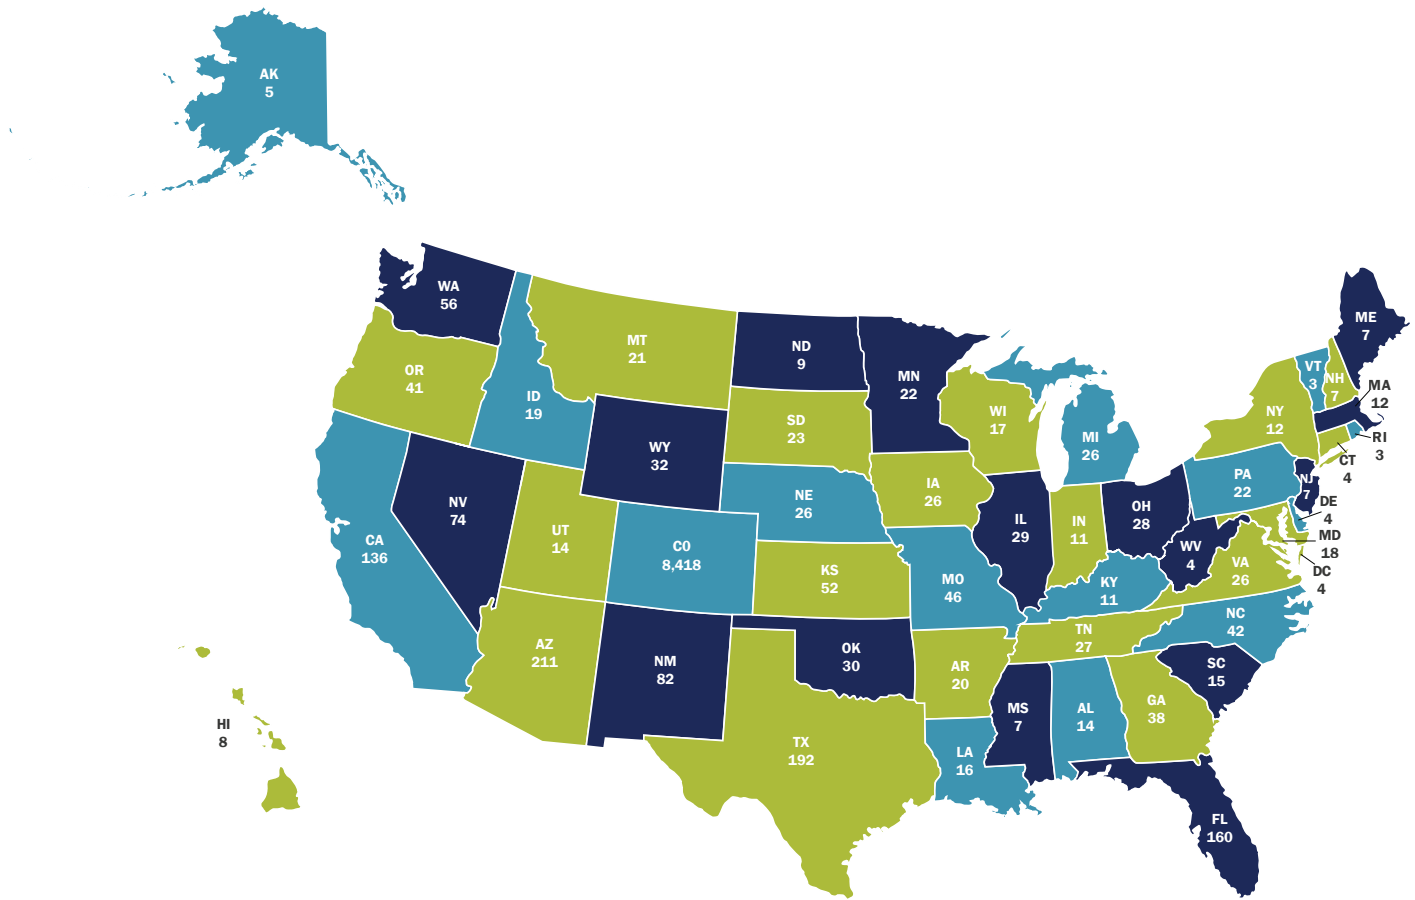 AK
5
WA
56
MT
21
ND
9
MN
22
OR
41
ID
19
WY
32
SD
23
WI
17
MI
26
ME
7
VT
3
NH
7
MA
12
NY
12
RI
3
CT
4
NV
74
UT
14
CO
8,418
NE
26
IA
26
IL
29
IN
11
OH
28
PA
22
NJ
7
DE
4
MD
18
DC
4
CA
136
KS
52
MO
46
KY
11
WV
4
VA
26
NC
42
TN
27
AZ
211
NM
82
OK
30
AR
20
SC
15
MS
7
AL
14
GA
38
HI
8
TX
192
LA
16
FL
160